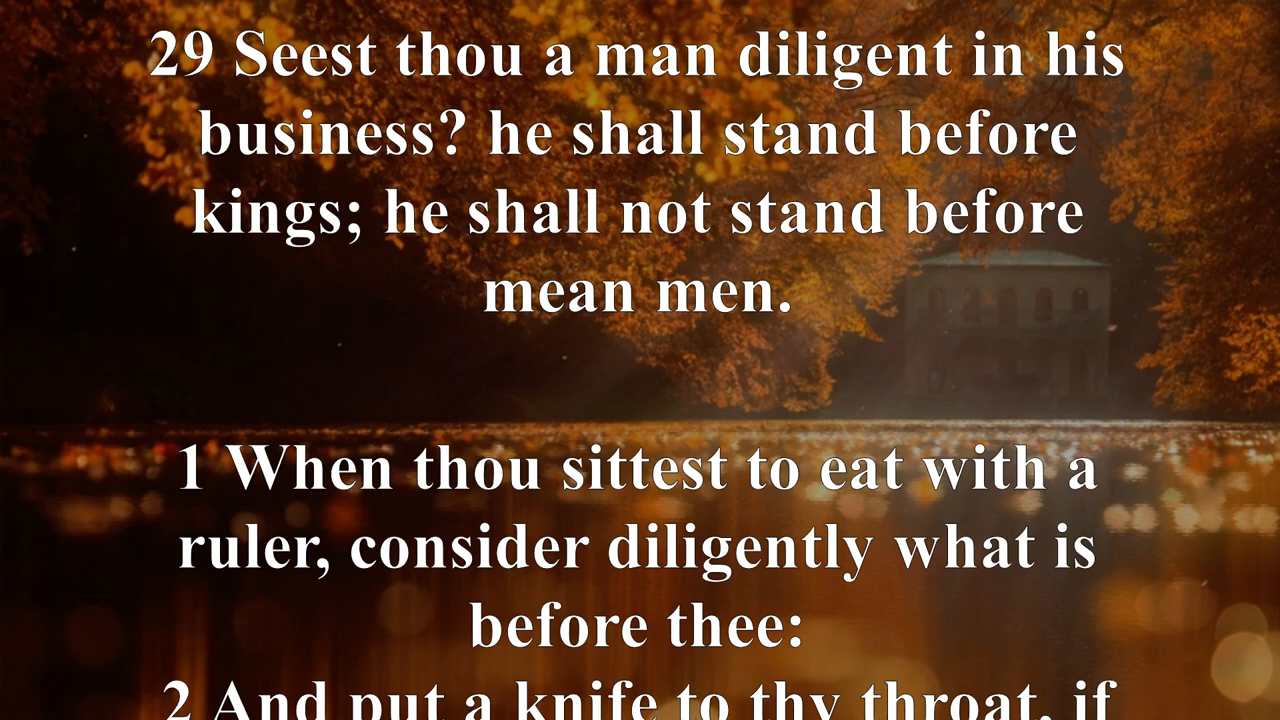 29 Seest thou a man diligent in his
business? he shall stand before
kings; he shall not stand before
mean men.
1 When thou sittest to eat with a
ruler, consider diligently what is
before thee:
2 And put a knife to thy throat, if